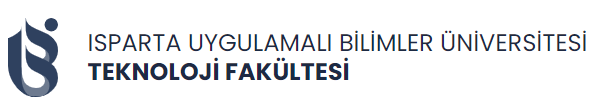 ISPARTA UYGULAMALI BİLİMLER ÜNİVERSİTESİ
TEKNOLOJİ FAKÜLTESİ